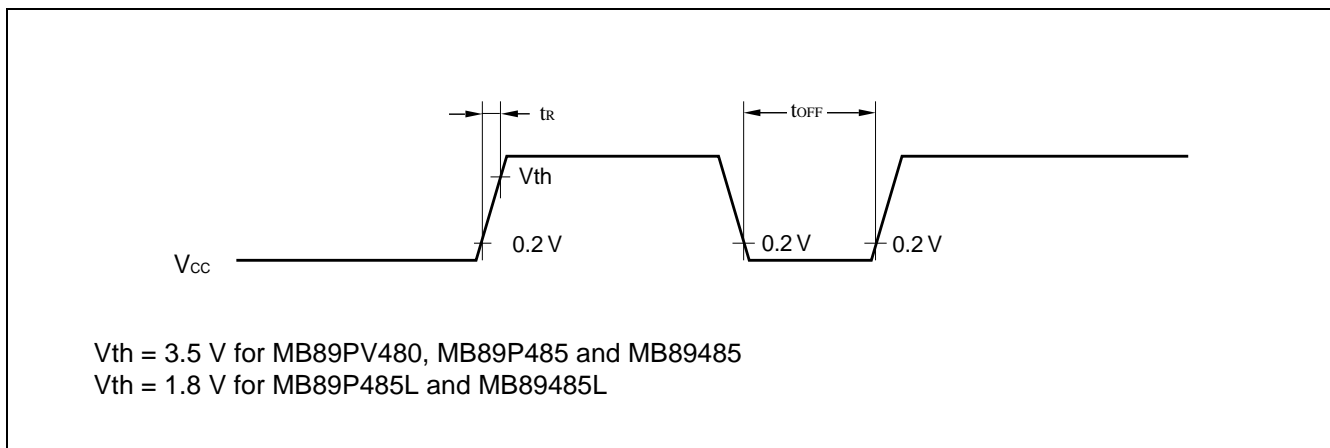 tR
tOFF
Vth
0.2 V
0.2 V
0.2 V
VCC
Vth = 3.5 V for MB89PV480, MB89P485 and MB89485
Vth = 1.8 V for MB89P485L and MB89485L